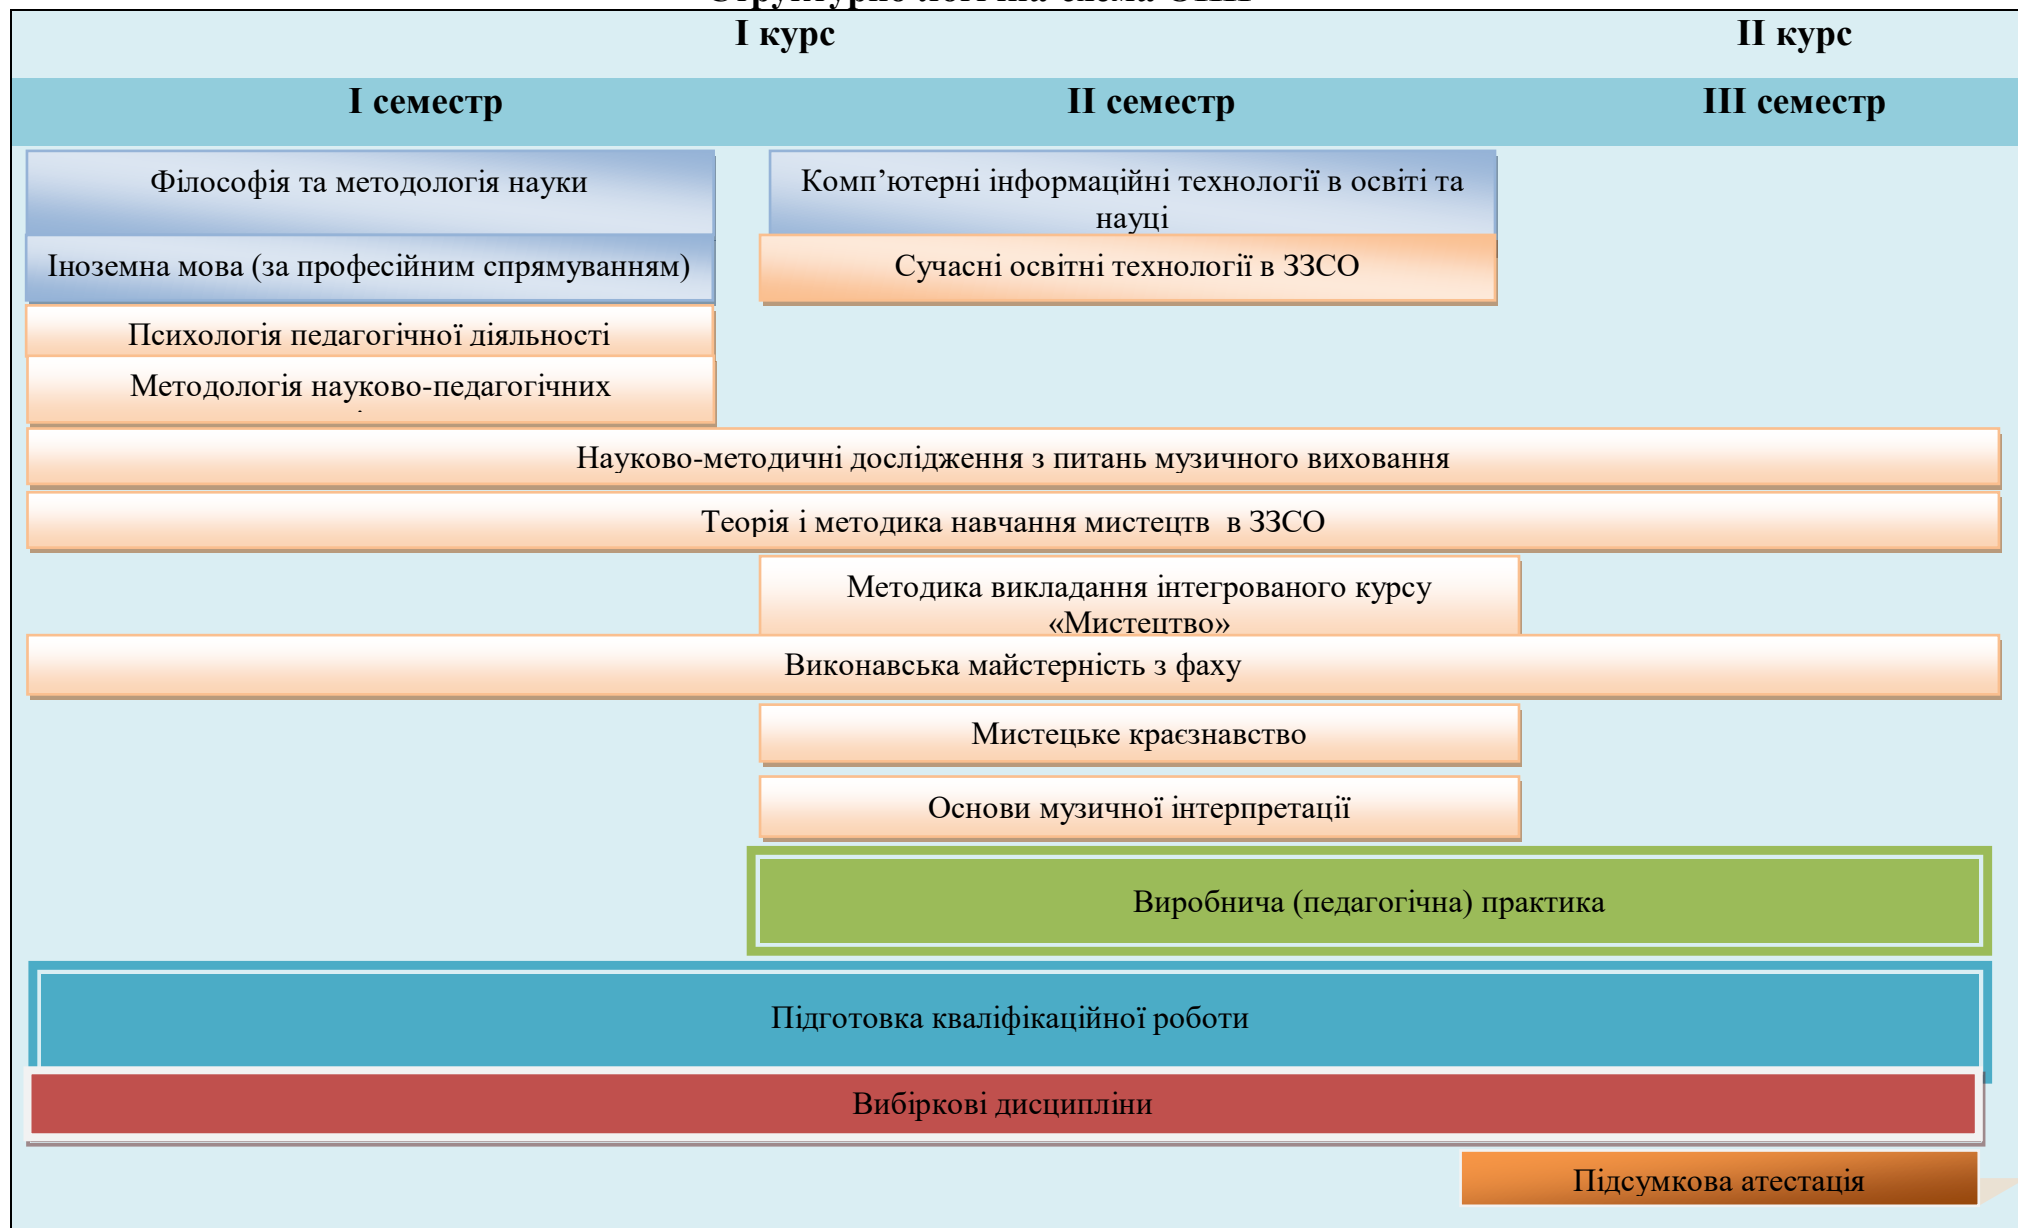 І курс
ІІ курс
І семестр
ІІ семестр
ІІІ семестр
Філософія та методологія науки
Комп’ютерні інформаційні технології в освіті та
науці
Іноземна мова (за професійним спрямуванням)
Сучасні освітні технології в ЗЗСО
Психологія педагогічної діяльності
Методологія науково-педагогічних
Науково-методичні дослідження з питань музичного виховання
Теорія і методика навчання мистецтв в ЗЗСО
Методика викладання інтегрованого курсу
«Мистецтво»
Виконавська майстерність з фаху
Мистецьке краєзнавство
Основи музичної інтерпретації
Виробнича (педагогічна) практика
Підготовка кваліфікаційної роботи
Вибіркові дисципліни
Підсумкова атестація